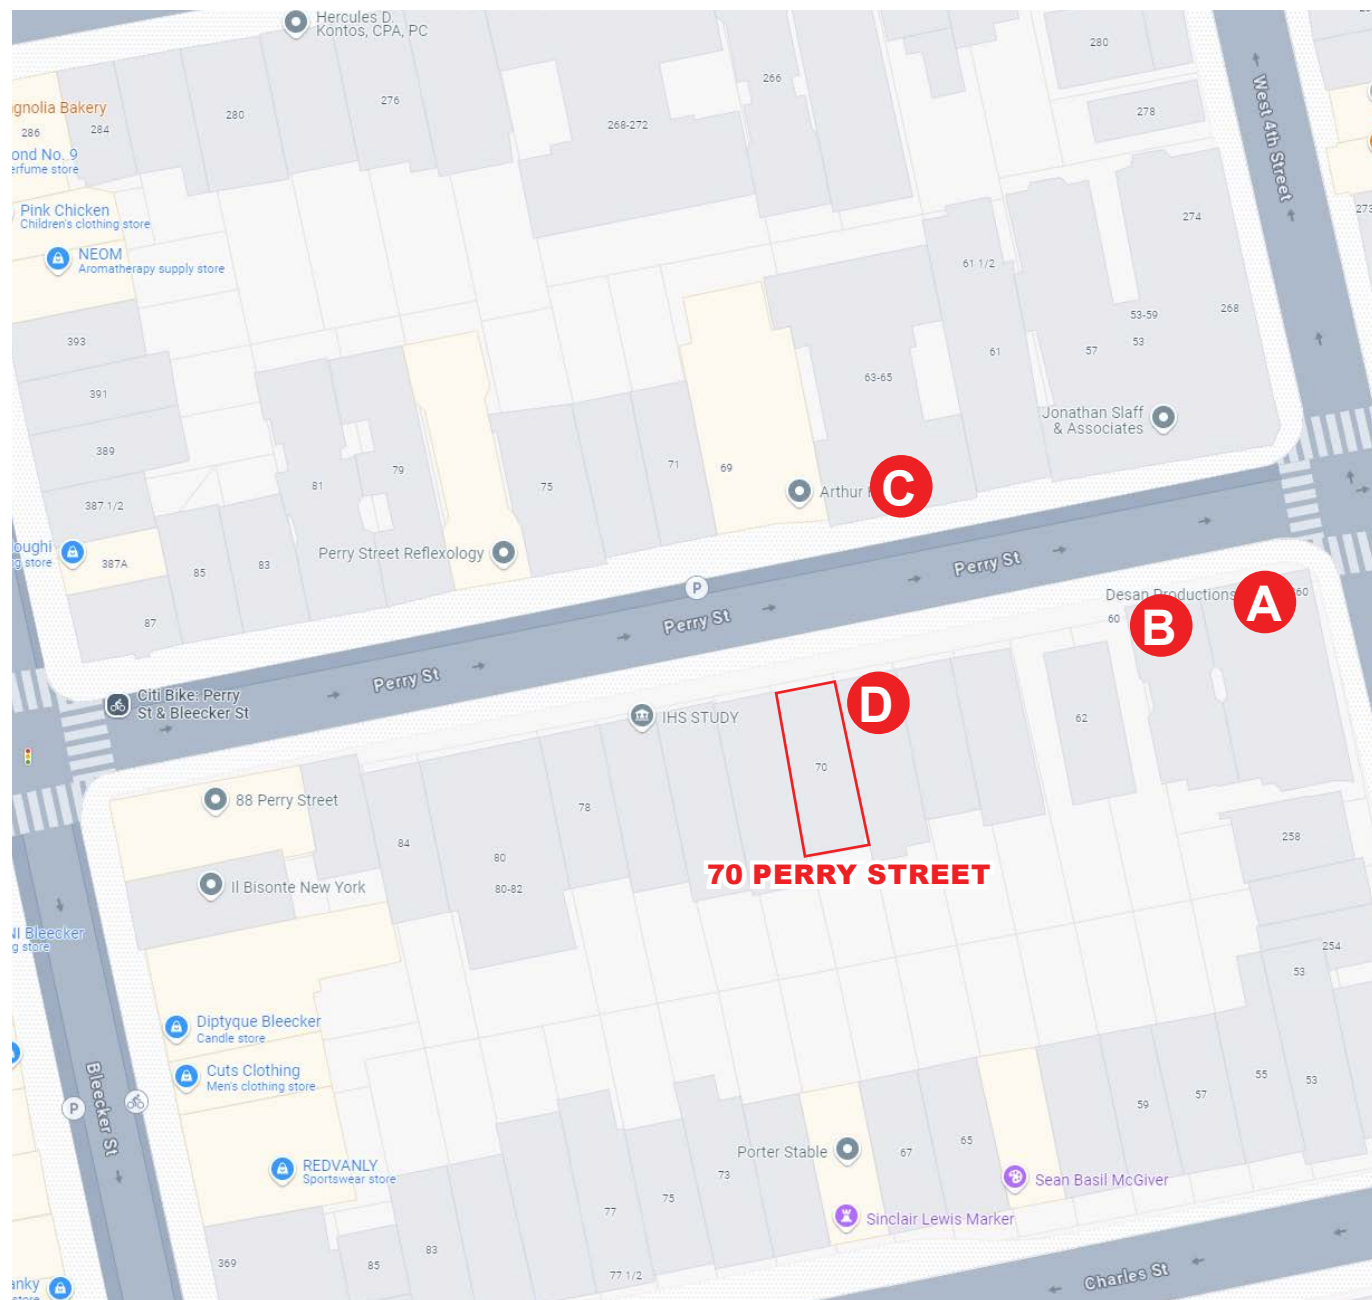 Hercules D.
Kontos, CPA, PC
280
266
276
280
278
West 4th Street
gnolia Bakery
286
284
268-272
ond No. 9
erfume store
Pink Chicken
Children's clothing store
274
273
NEOM
Aromatherapy supply store
61 1/2
268
53-59
53
57
61
393
63-65
391
Jonathan Slaff
& Associates
389
71
69
79
81
75
Arthur
C
387 1/2
oughi
g store
387A
Perry Street Reflexology
85
83
87
P
Perry St
Perry St
Perry St
Desan Productions
60
60
A
B
Citi Bike: Perry
St & Bleecker St
IHS STUDY
D
62
70
88 Perry Street
78
84
80
80-82
258
70 PERRY STREET
Il Bisonte New York
NI Bleecker
g store
254
53
Diptyque Bleecker
Candle store
Cuts Clothing
Men's clothing store
Bleecker St
P
55
53
57
59
65
67
Porter Stable
73
75
77
REDVANLY
Sportswear store
Sean Basil McGiver
Sinclair Lewis Marker
83
85
369
77 1/2
Charles St
anky
store